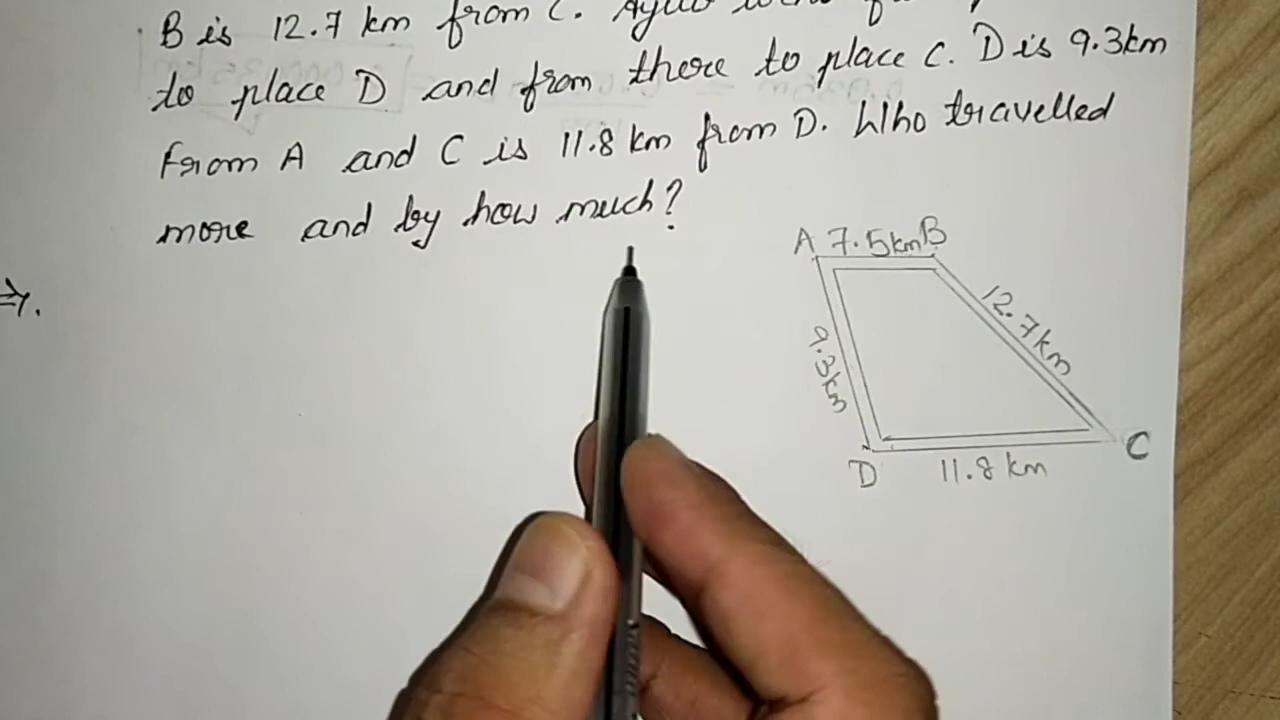 B is 12.7 km from C.
to place D and from there to place C. D is 9.3km
From A and C is 11.8 km from D. Who travelled
more and by how much?
⇒.
A 7.5km B
12.7km
9.3km
C
D
11.8 km